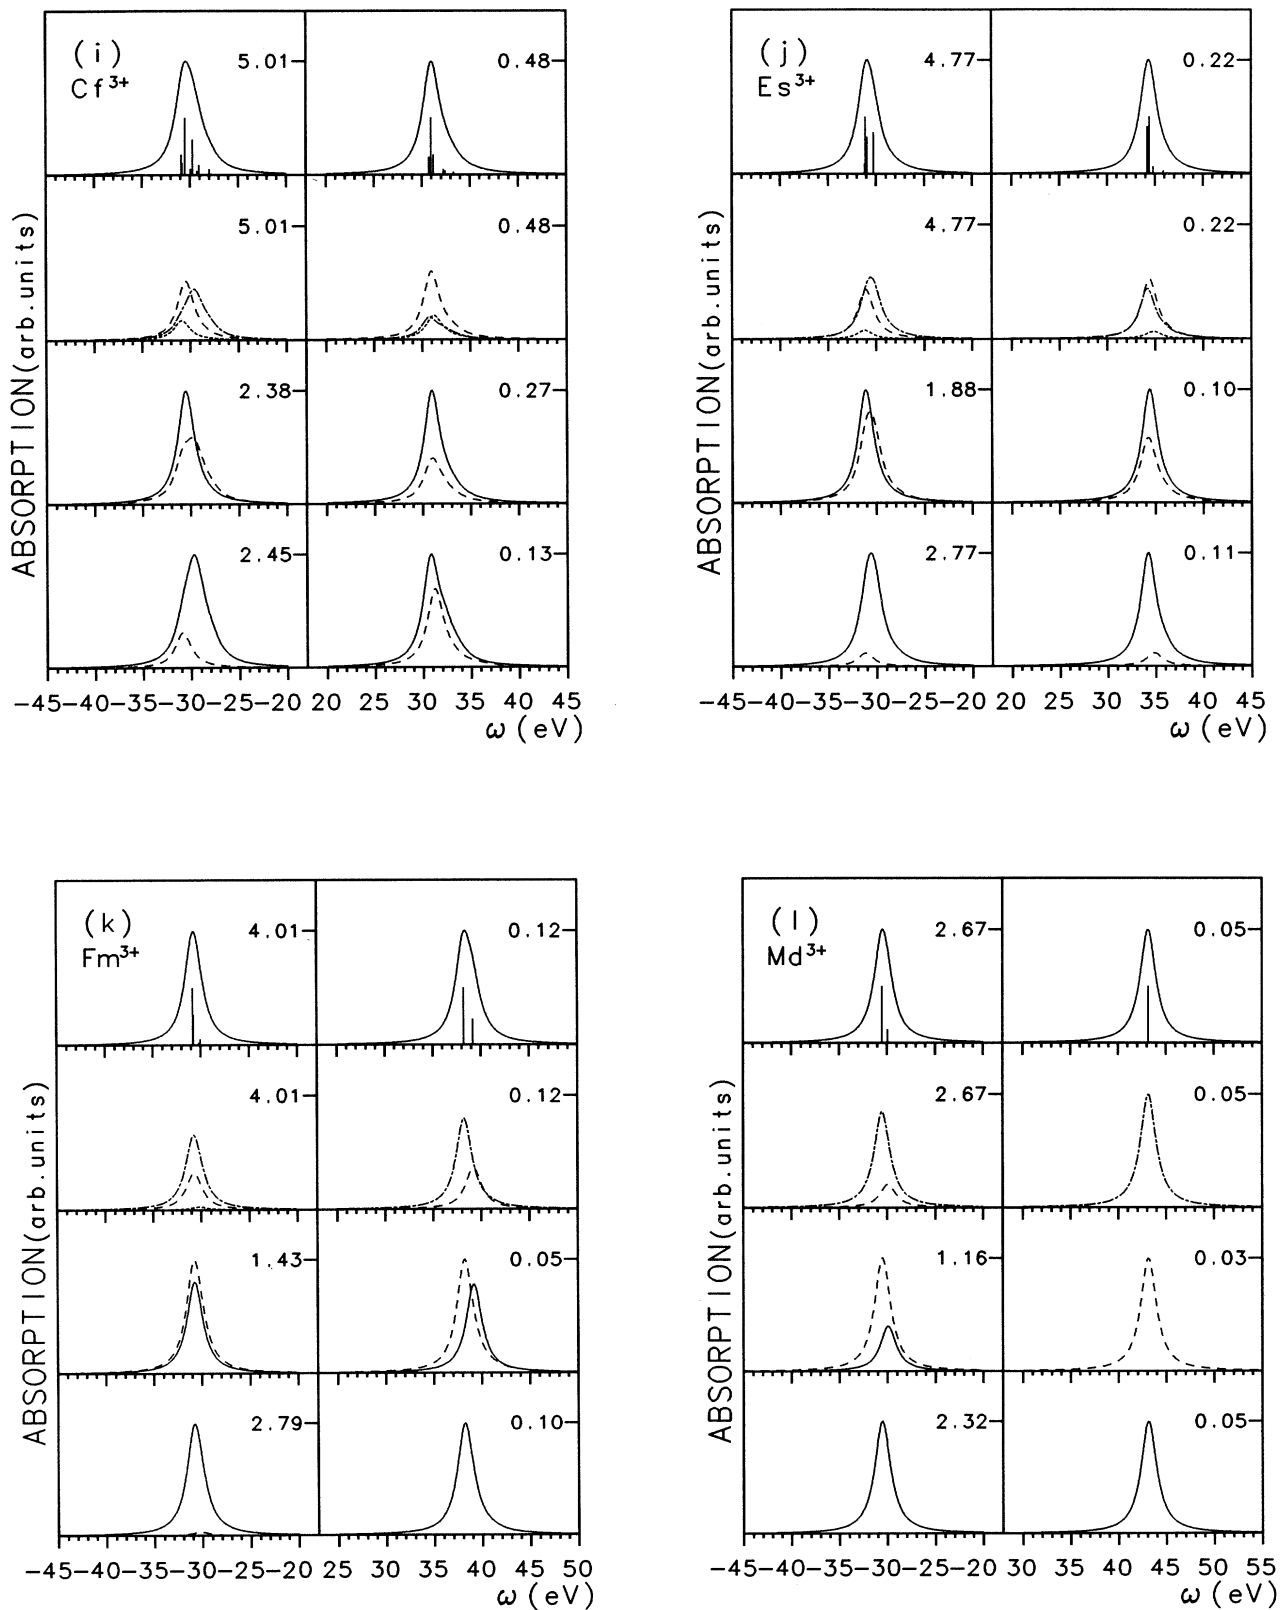 (i)
Cf3+
5.01
0.48
5.01
0.48
2.38
0.27
2.45
0.13
ABSORPTION(arb.units)
-45-40-35-30-25-20 20 25 30 35 40 45
ω (eV)
(j)
Es3+
4.77
0.22
4.77
0.22
1.88
0.10
2.77
0.11
ABSORPTION(arb.units)
-45-40-35-30-25-20 20 25 30 35 40 45
ω (eV)
(k)
Fm3+
4.01
0.12
4.01
0.12
1.43
0.05
2.79
0.10
ABSORPTION(arb.units)
-45-40-35-30-25-20 25 30 35 40 45 50
ω (eV)
(l)
Md3+
2.67
0.05
2.67
0.05
1.16
0.03
2.32
0.05
ABSORPTION(arb.units)
-45-40-35-30-25-20 30 35 40 45 50 55
ω (eV)